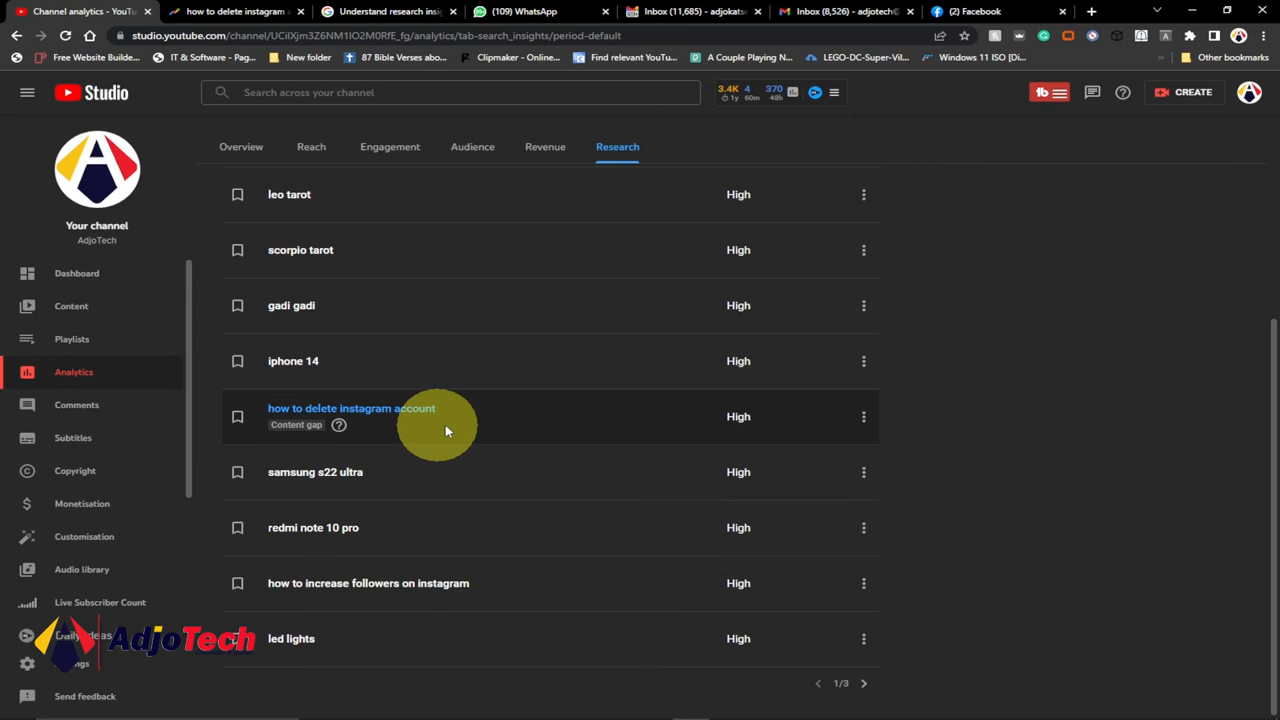 Channel analytics - YouTu
how to delete instagram a
Understand research insi
(109) WhatsApp
Inbox (11,685) - adjokats
Inbox (8,526) - adjotech@
(2) Facebook
studio.youtube.com/channel/UCiIXjm3Z6NM1IO2M0RfE_fg/analytics/tab-search_insights/period-default
Free Website Builde...
IT & Software - Pag...
New folder
87 Bible Verses abo...
Clipmaker - Online...
Find relevant YouTu...
A Couple Playing N...
LEGO-DC-Super-Vil...
Windows 11 ISO [Di...
Other bookmarks
Studio
Search across your channel
3.4K 4 370
1y 60m 48h
tb
CREATE
Overview
Reach
Engagement
Audience
Revenue
Research
Your channel
AdjoTech
Dashboard
Content
Playlists
Analytics
Comments
Subtitles
Copyright
Monetisation
Customisation
Audio library
Live Subscriber Count
Daily Ideas
Send feedback
AdjoTech
leo tarot High
scorpio tarot High
gadi gadi High
iphone 14 High
how to delete instagram account High
Content gap
samsung s22 ultra High
redmi note 10 pro High
how to increase followers on instagram High
led lights High
1/3